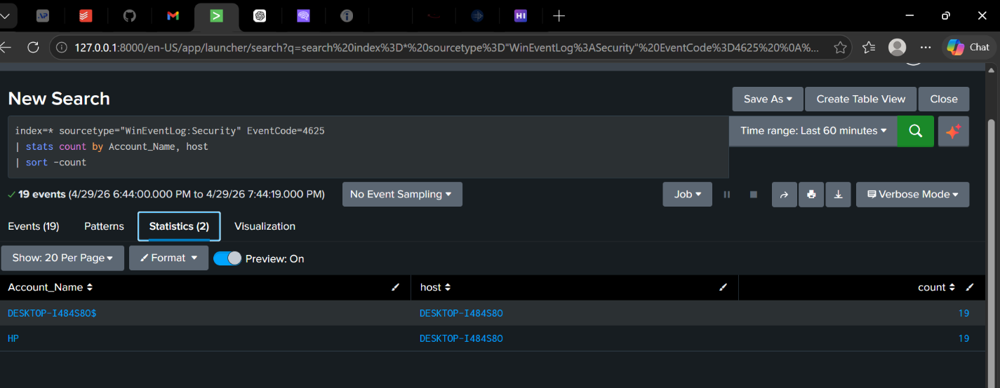 AP
HI
127.0.0.1:8000/en-US/app/launcher/search?q=search%20index%3D*%20sourcetype%3D"WinEventLog%3ASecurity"%20EventCode%3D4625%20%0A%...
Chat
New Search
Save As
Create Table View
Close
index=* sourcetype="WinEventLog:Security" EventCode=4625
| stats count by Account_Name, host
| sort -count
Time range: Last 60 minutes
19 events (4/29/26 6:44:00.000 PM to 4/29/26 7:44:19.000 PM)
No Event Sampling
Job
Verbose Mode
Events (19)
Patterns
Statistics (2)
Visualization
Show: 20 Per Page
Format
Preview: On
Account_Name
host
count
DESKTOP-I484S8O$
DESKTOP-I484S8O
19
HP
DESKTOP-I484S8O
19